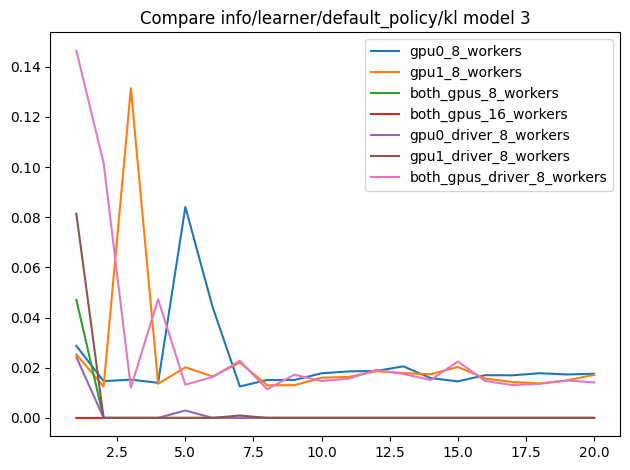 Compare info/learner/default_policy/kl model 3
gpu0_8_workers
gpu1_8_workers
both_gpus_8_workers
both_gpus_16_workers
gpu0_driver_8_workers
gpu1_driver_8_workers
both_gpus_driver_8_workers
0.14
0.12
0.10
0.08
0.06
0.04
0.02
0.00
2.5 5.0 7.5 10.0 12.5 15.0 17.5 20.0